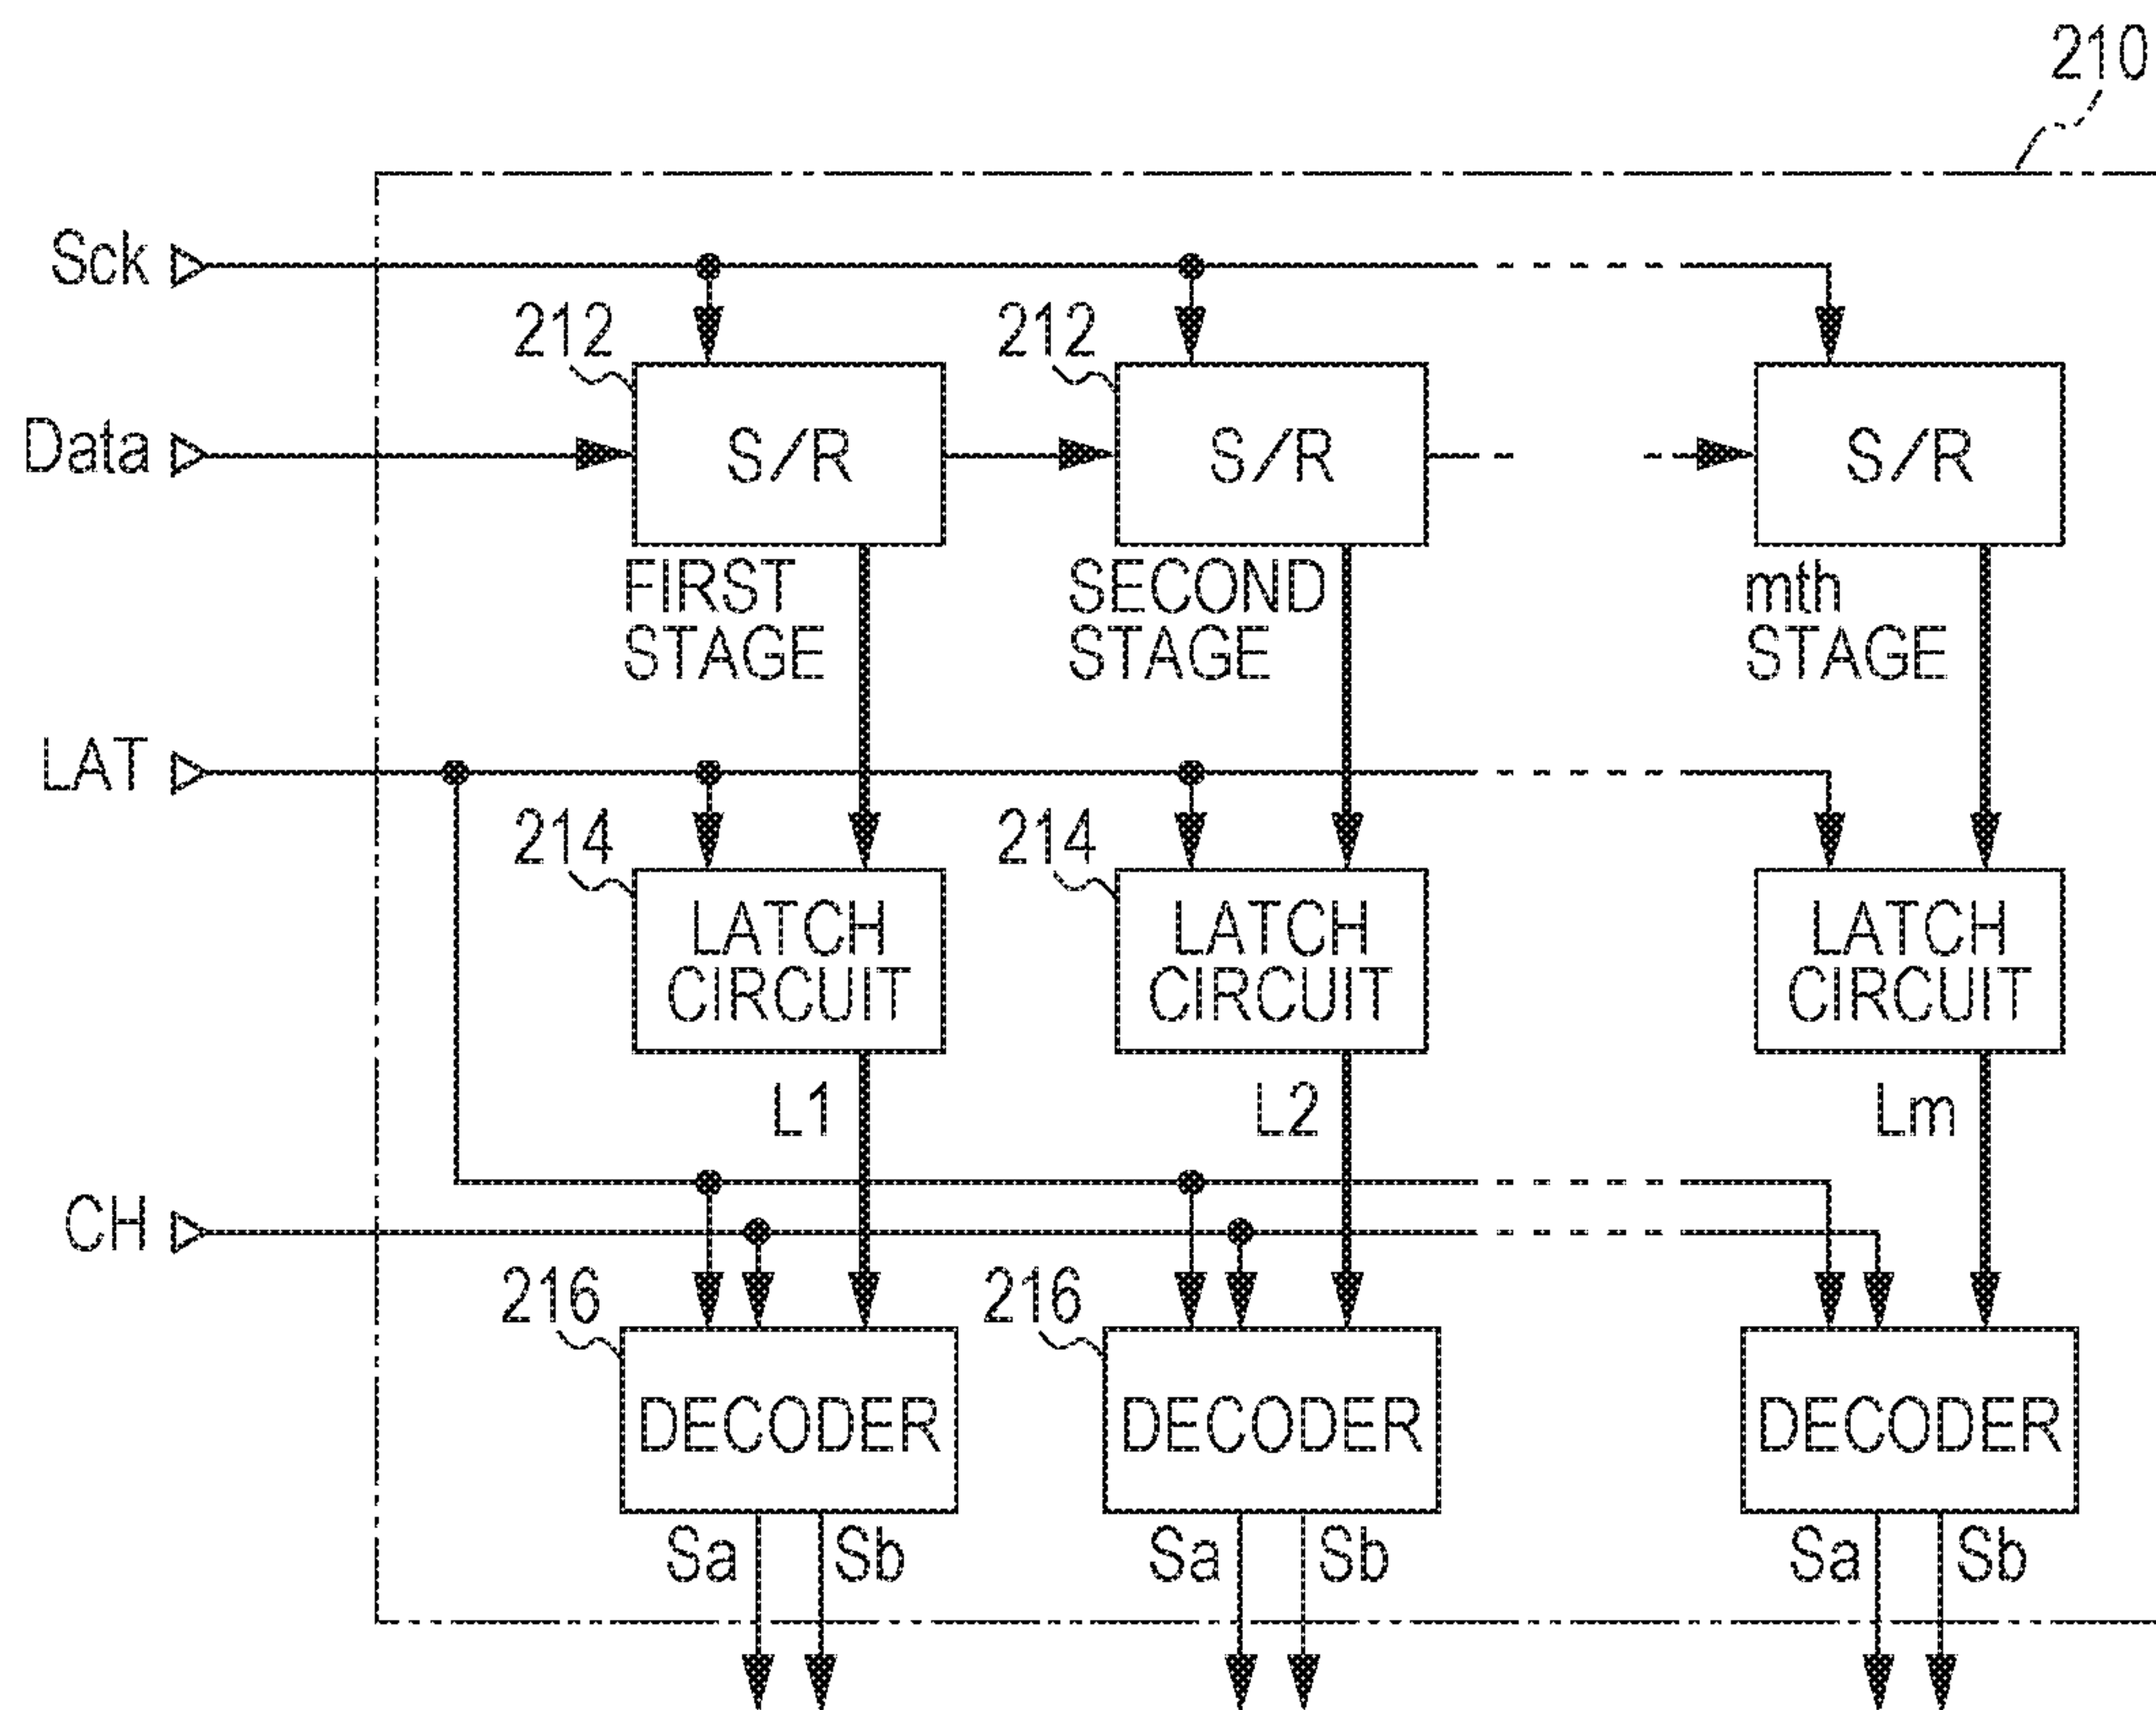 210
Sck
212
212
Data
S/R
S/R
S/R
FIRST
STAGE
SECOND
STAGE
mth
STAGE
LAT
214
214
LATCH
CIRCUIT
LATCH
CIRCUIT
LATCH
CIRCUIT
L1
L2
Lm
CH
216
216
DECODER
DECODER
DECODER
Sa
Sb
Sa
Sb
Sa
Sb